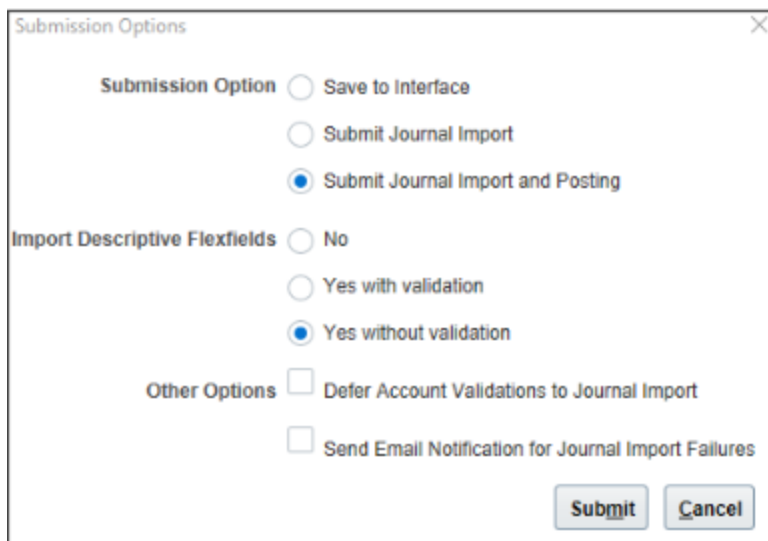 Submission Options
Submission Option Save to Interface
Submit Journal Import
Submit Journal Import and Posting
Import Descriptive Flexfields No
Yes with validation
Yes without validation
Other Options Defer Account Validations to Journal Import
Send Email Notification for Journal Import Failures
Submit Cancel